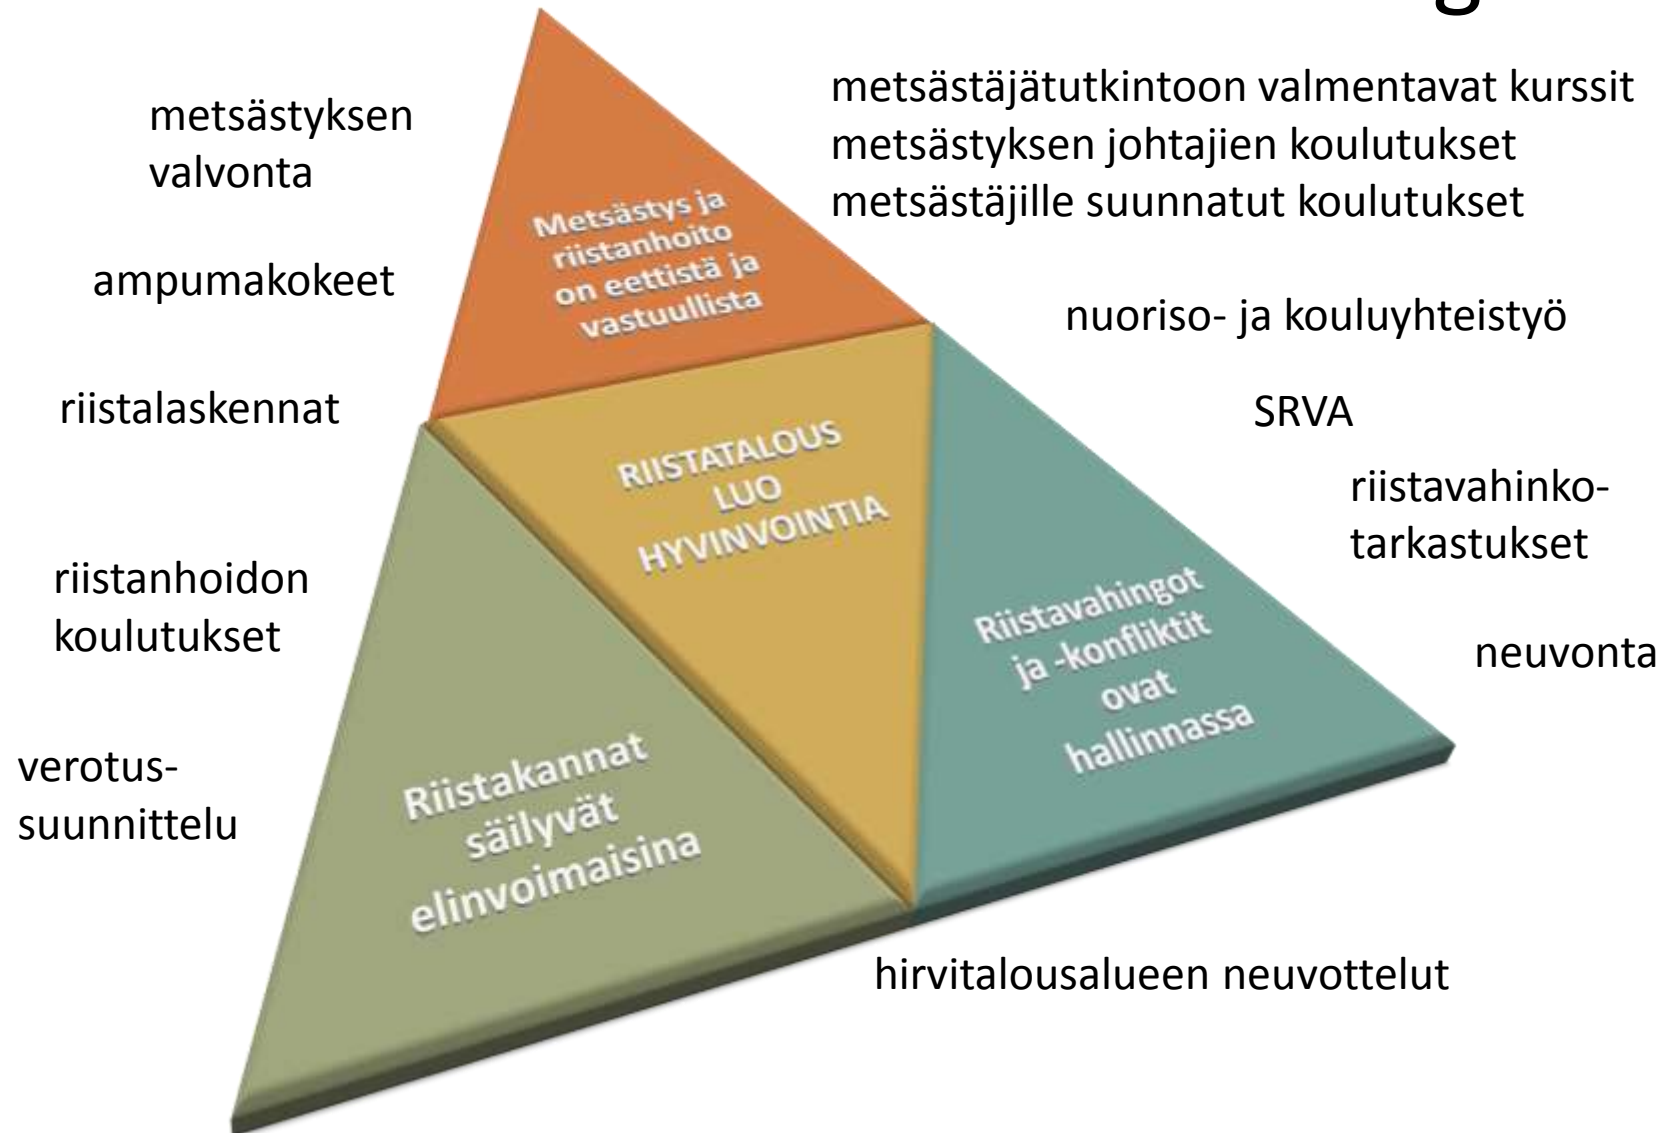 metsästyksen
valvonta
ampumakokeet
riistalaskennat
riistanhoidon
koulutukset
verotus-
suunnittelu
metsästäjätutkintoon valmentavat kurssit
metsästyksen johtajien koulutukset
metsästäjille suunnatut koulutukset
nuoriso- ja kouluyhteistyö
SRVA
riistavahinko-
tarkastukset
neuvonta
hirvitalousalueen neuvottelut
Metsästys ja
riistanhoito
on eettistä ja
vastuullista
RIISTATALOUS
LUO
HYVINVOINTIA
Riistakannat
säilyvät
elinvoimaisina
Riistavahingot
ja -konfliktit
ovat
hallinnassa